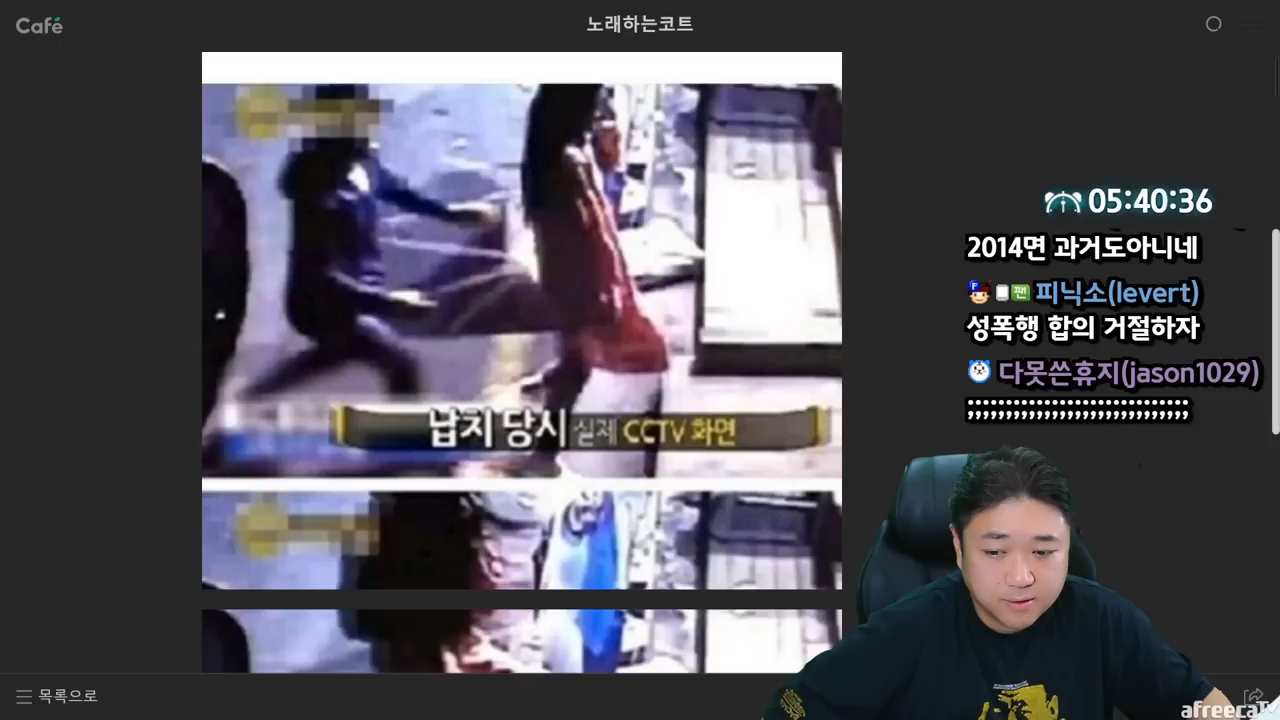 Café
노래하는코트
05:40:36
2014면 과거도아니네
F 팬 피닉소(levert)
성폭행 합의 거절하자
다못쓴휴지(jason1029)
;;;;;;;;;;;;;;;;;;;;;;;;;;;;
납치 당시 실제 CCTV 화면
목록으로
afreecaTV